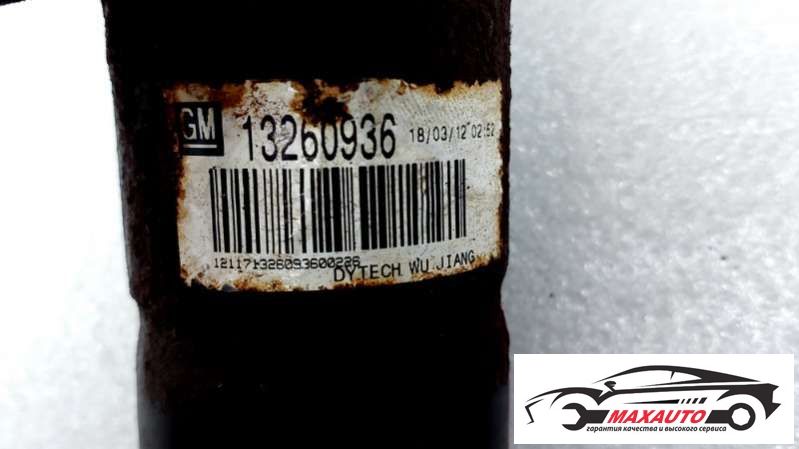 GM 13260936 18/03/12 02:52
121171326093600226
DYTECH WU JIANG
MAXAUTO
гарантия качества и высокого сервиса